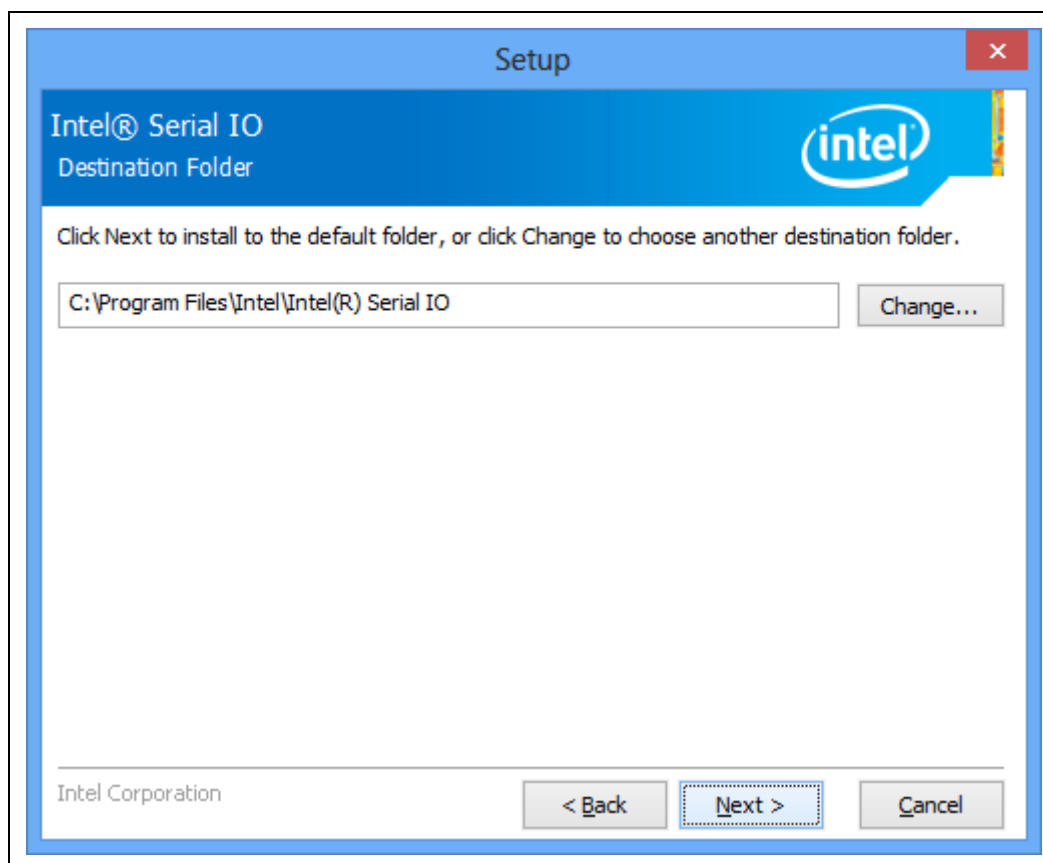 Setup
Intel® Serial IO
Destination Folder
intel
Click Next to install to the default folder, or click Change to choose another destination folder.
C:\Program Files\Intel\Intel(R) Serial IO
Change...
Intel Corporation
< Back
Next >
Cancel